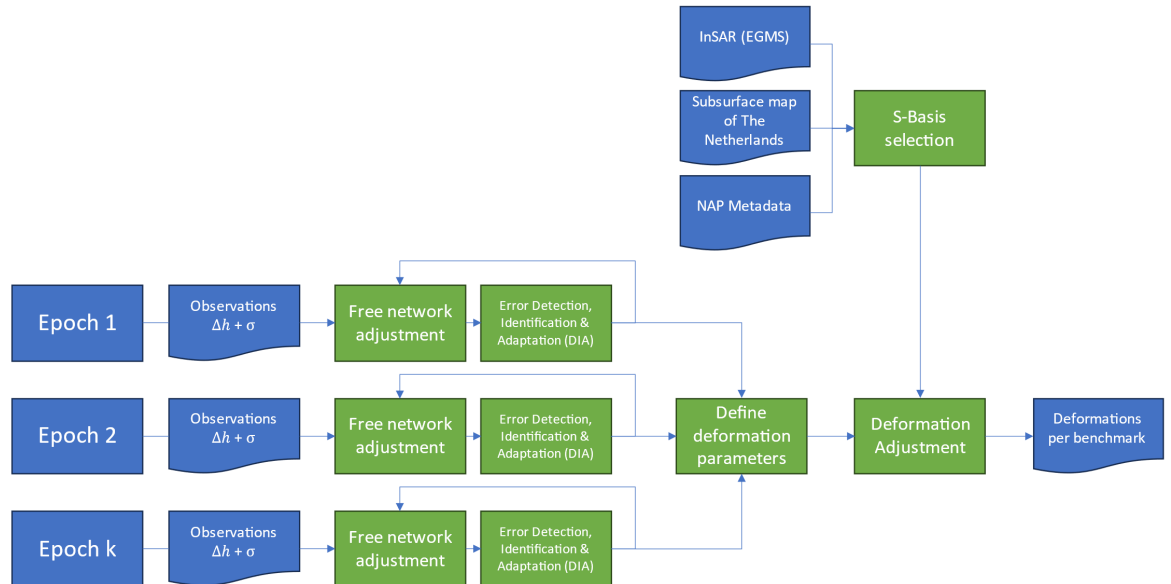 InSAR (EGMS)
Subsurface map
of The
Netherlands
S-Basis
selection
NAP Metadata
Epoch 1
Observations
Δℎ + σ
Free network
adjustment
Error Detection,
Identification &
Adaptation (DIA)
Epoch 2
Observations
Δℎ + σ
Free network
adjustment
Error Detection,
Identification &
Adaptation (DIA)
Define
deformation
parameters
Deformation
Adjustment
Deformations
per benchmark
Epoch k
Observations
Δℎ + σ
Free network
adjustment
Error Detection,
Identification &
Adaptation (DIA)